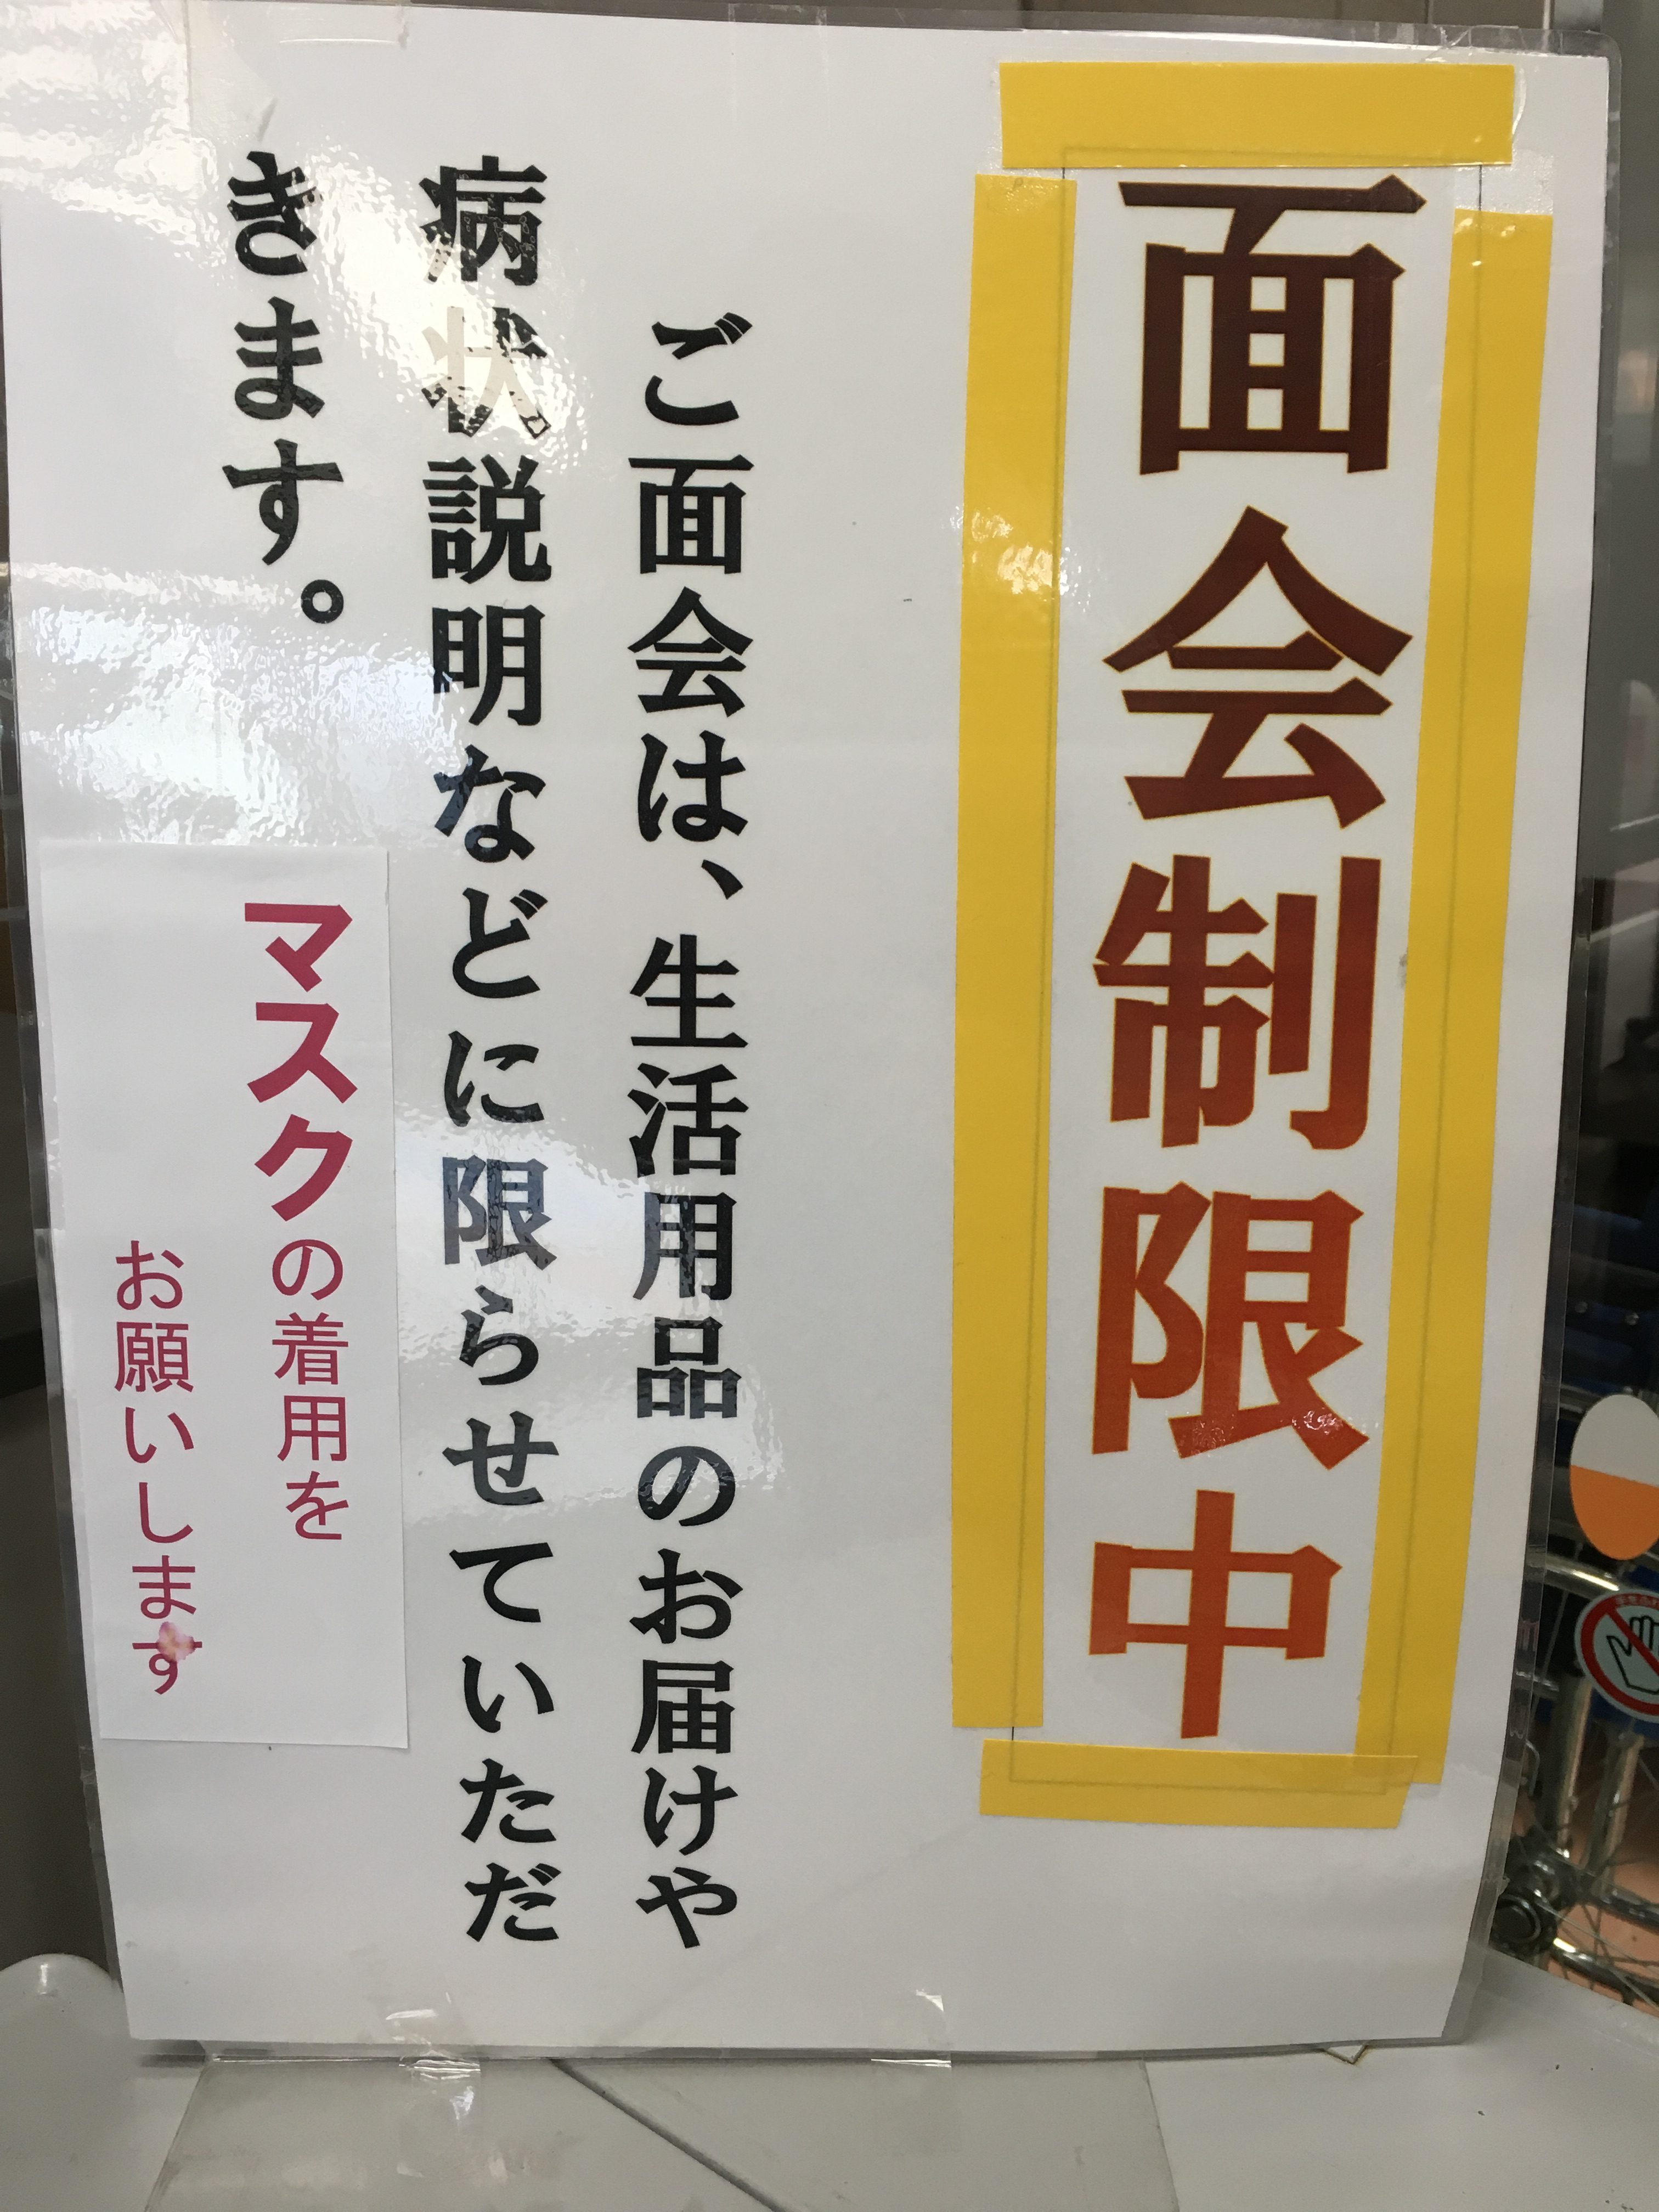 面会制限中
ご面会は、生活用品のお届けや
病状説明などに限らせていただ
きます。
マスクの着用を
お願いします